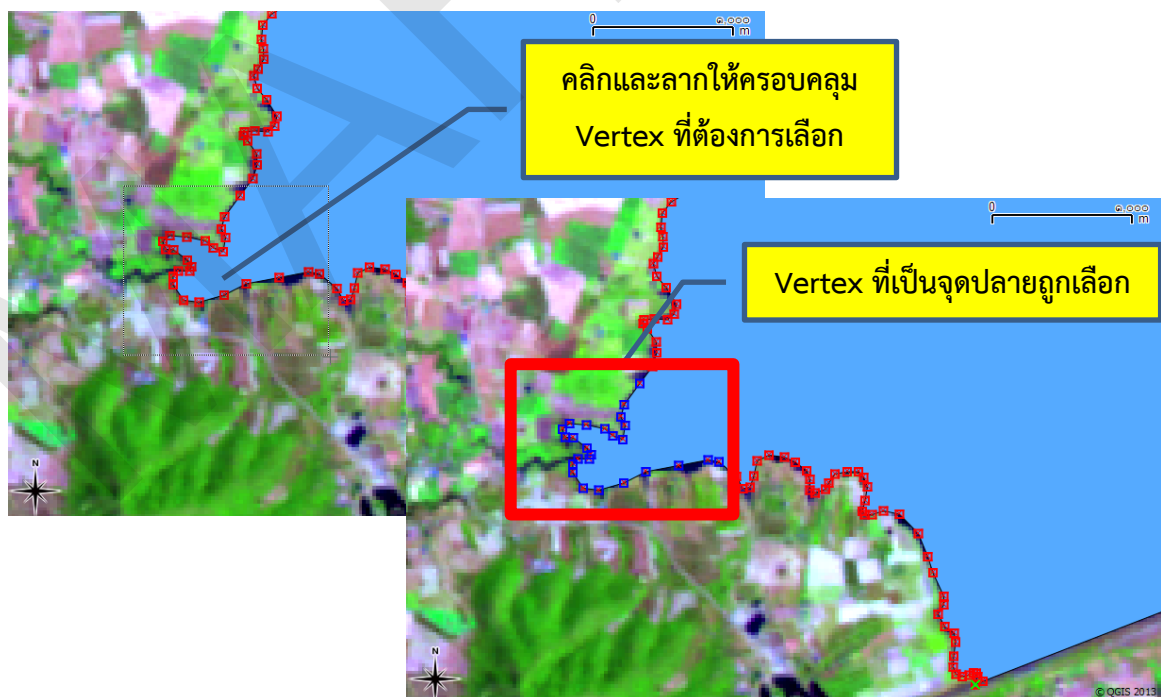 0 ๑.๐๐๐
m
คลิกและลากให้ครอบคลุม
Vertex ที่ต้องการเลือก
0 ๑.๐๐๐
m
Vertex ที่เป็นจุดปลายถูกเลือก
N
N
© QGIS 2013